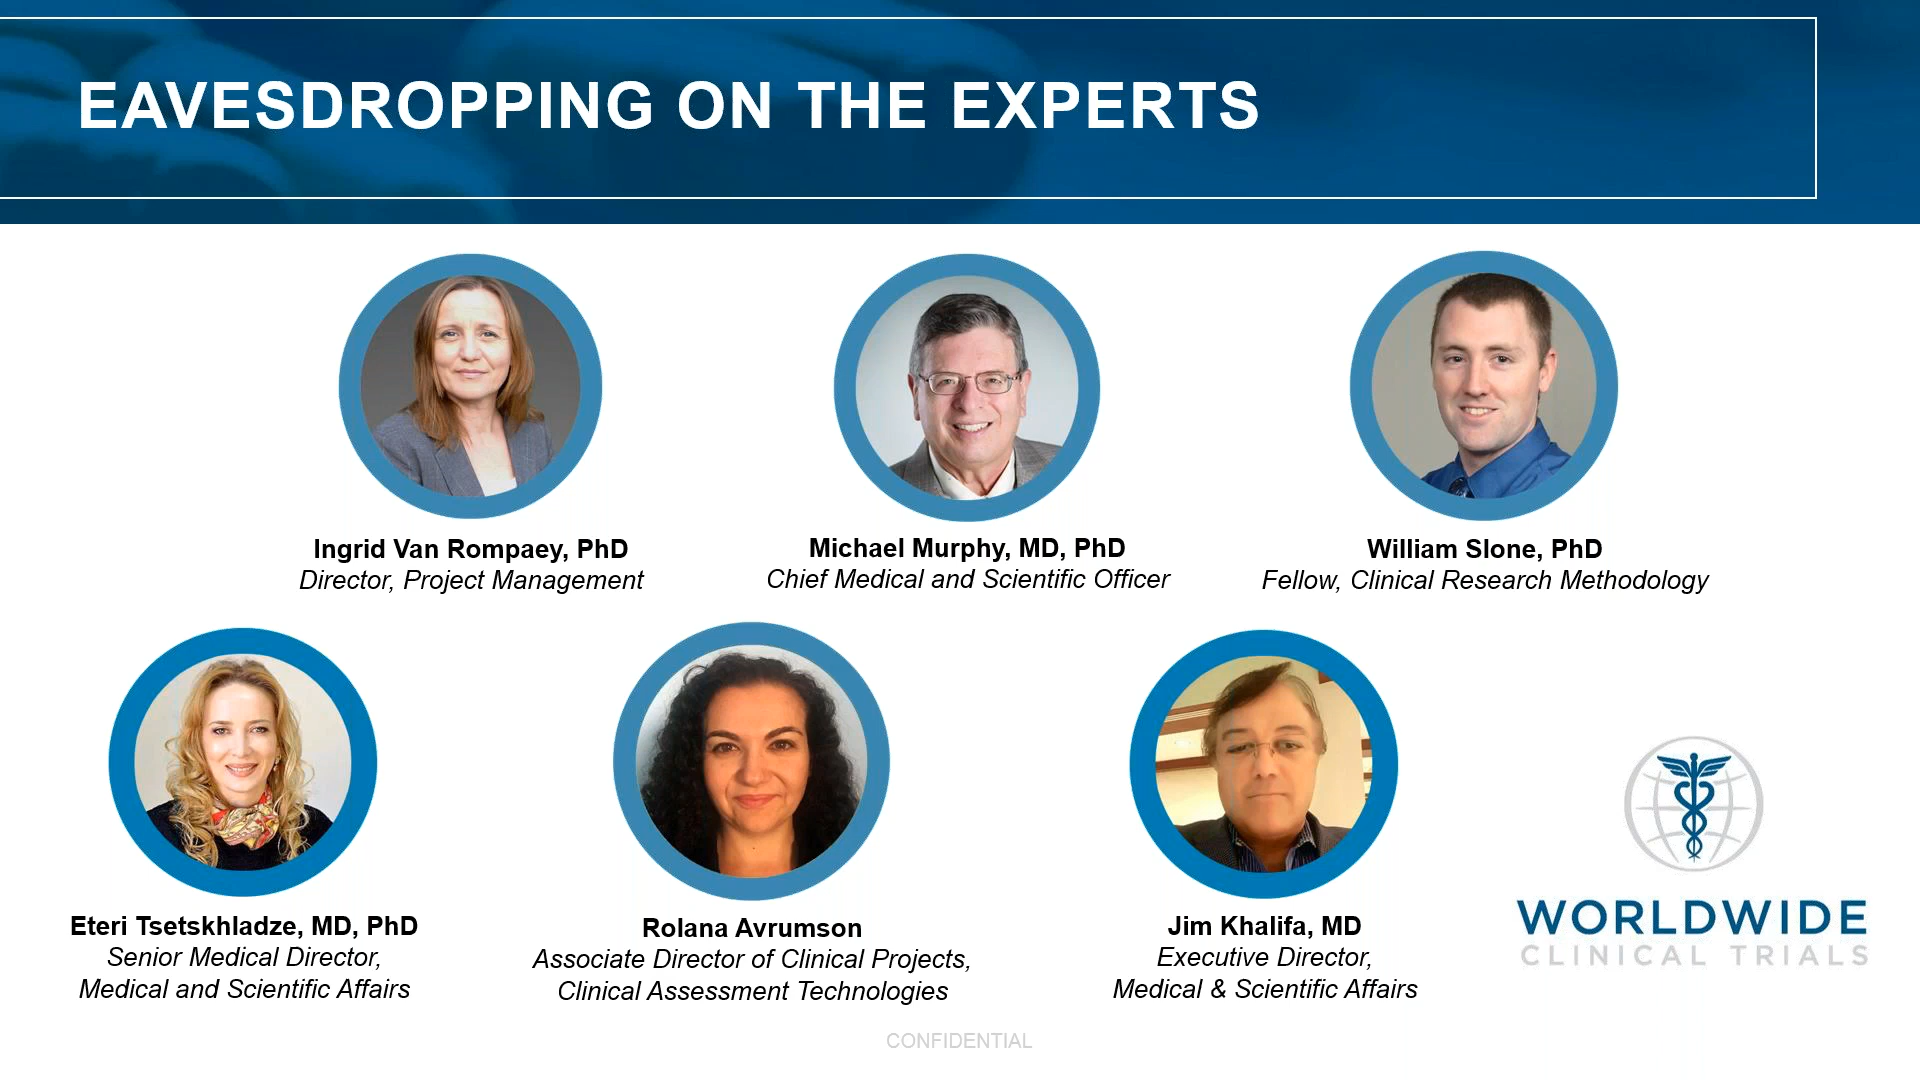 EAVESDROPPING ON THE EXPERTS
Ingrid Van Rompaey, PhD
Director, Project Management
Michael Murphy, MD, PhD
Chief Medical and Scientific Officer
William Slone, PhD
Fellow, Clinical Research Methodology
Eteri Tsetskhladze, MD, PhD
Senior Medical Director,
Medical and Scientific Affairs
Rolana Avrumson
Associate Director of Clinical Projects,
Clinical Assessment Technologies
Jim Khalifa, MD
Executive Director,
Medical & Scientific Affairs
WORLDWIDE
CLINICAL TRIALS
CONFIDENTIAL